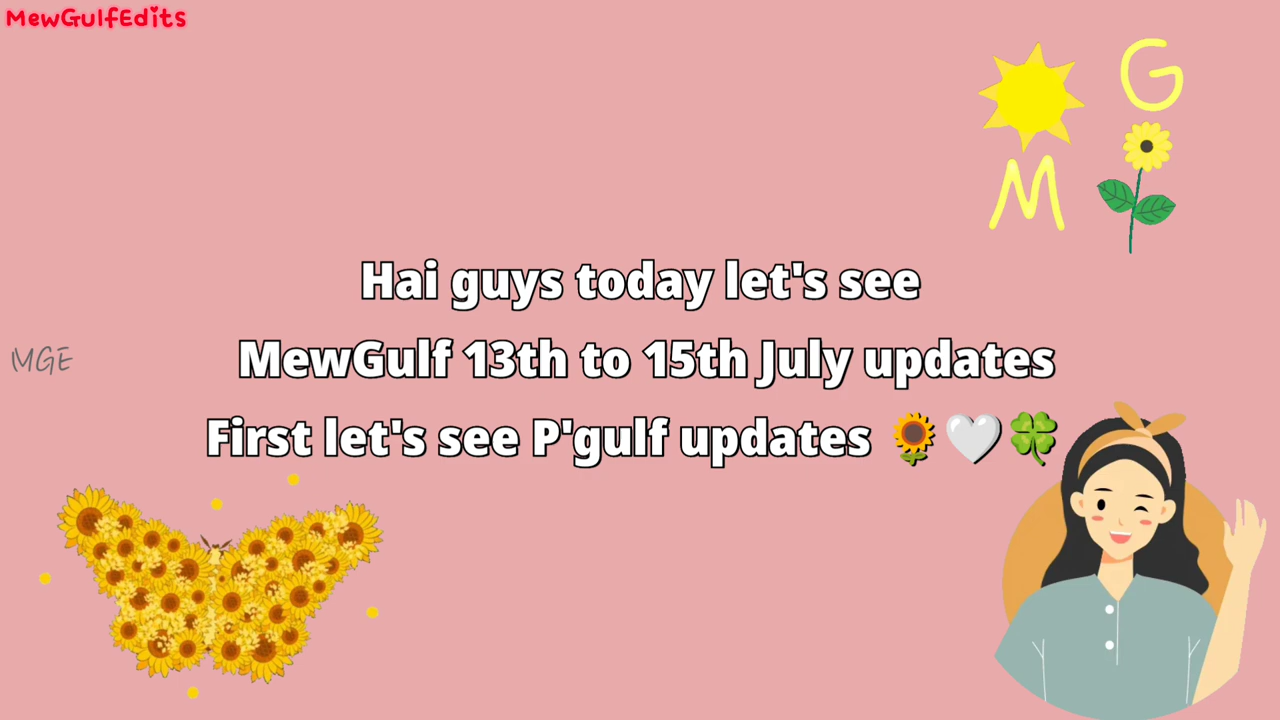 MewGulfEdits
G
M
Hai guys today let's see
MewGulf 13th to 15th July updates
MGE
First let's see P'gulf updates 🌻🤍🍀